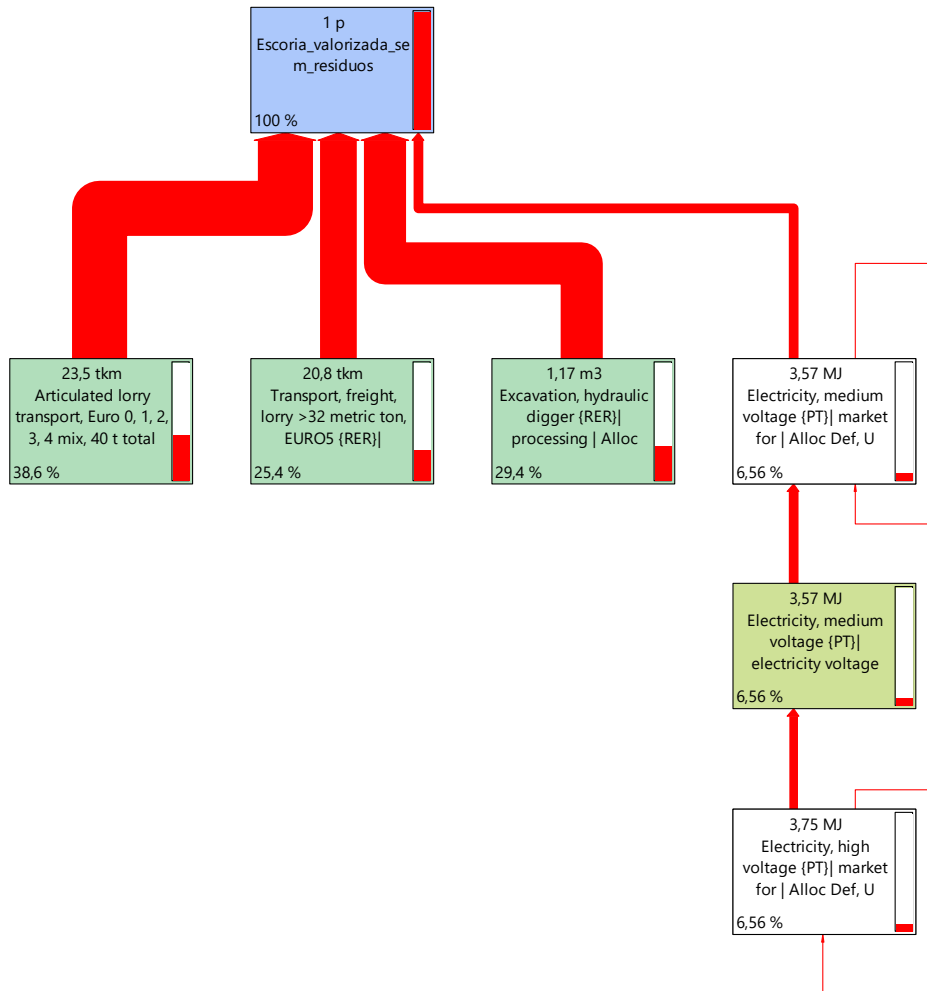 1 p
Escoria_valorizada_se
m_residuos
100 %
23,5 tkm
Articulated lorry
transport, Euro 0, 1, 2,
3, 4 mix, 40 t total
38,6 %
20,8 tkm
Transport, freight,
lorry >32 metric ton,
EURO5 {RER}|
25,4 %
1,17 m3
Excavation, hydraulic
digger {RER}|
processing | Alloc
29,4 %
3,57 MJ
Electricity, medium
voltage {PT}| market
for | Alloc Def, U
6,56 %
3,57 MJ
Electricity, medium
voltage {PT}|
electricity voltage
6,56 %
3,75 MJ
Electricity, high
voltage {PT}| market
for | Alloc Def, U
6,56 %